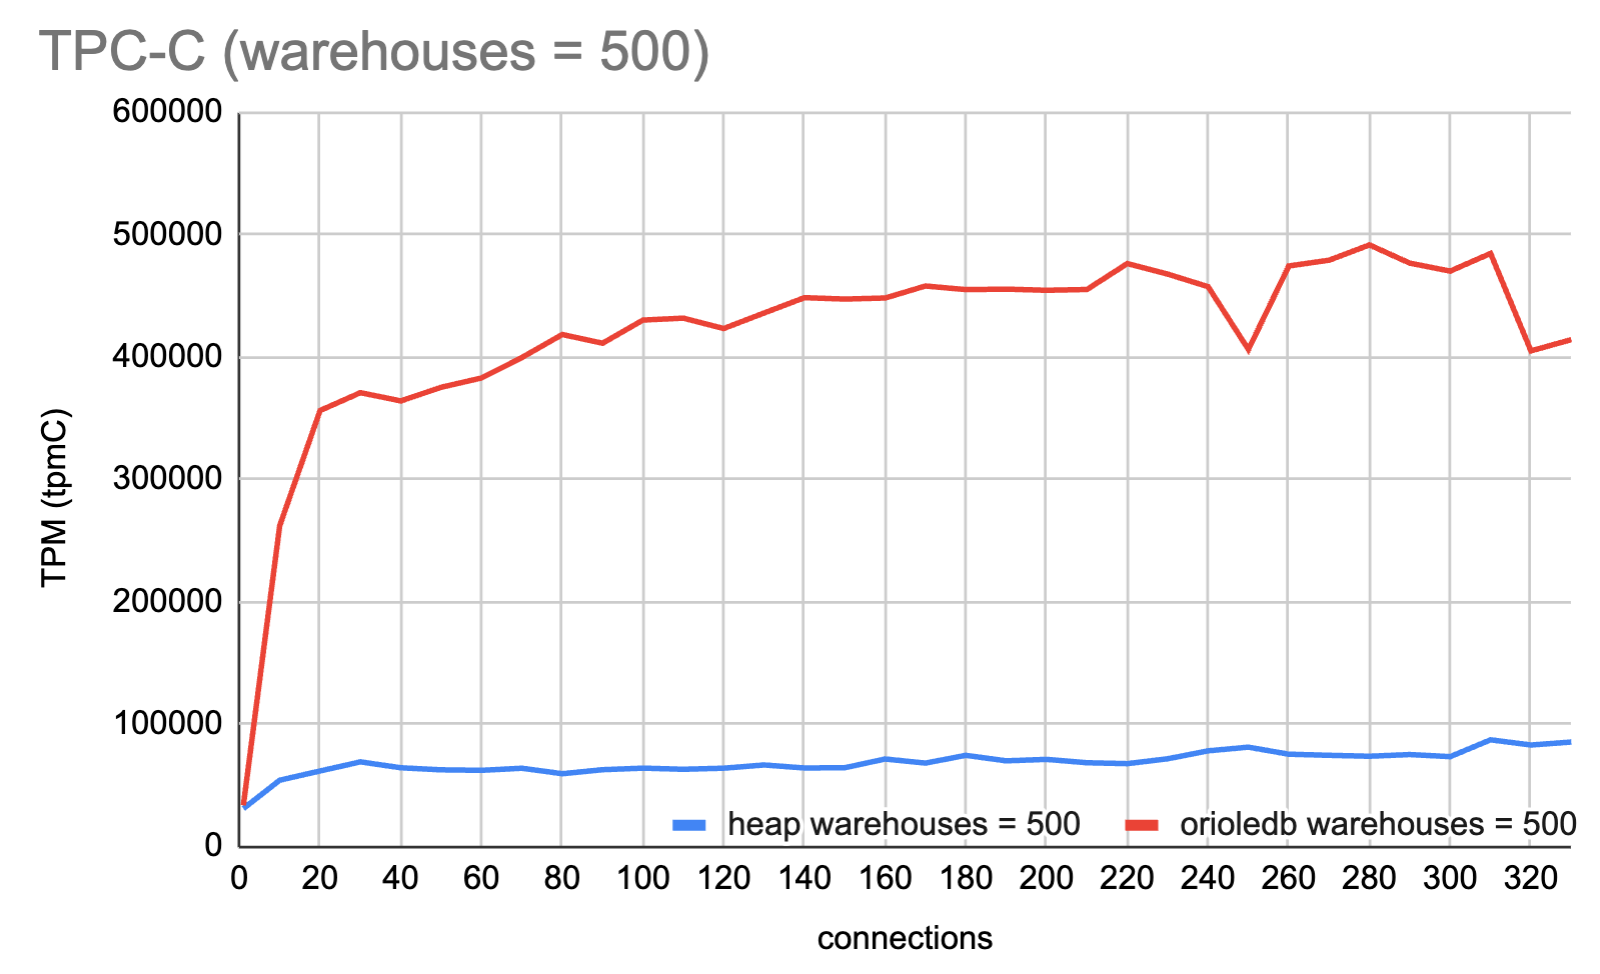 TPC-C (warehouses = 500)
600000
500000
400000
300000
200000
100000
0
TPM (tpmC)
heap warehouses = 500 orioledb warehouses = 500
0 20 40 60 80 100 120 140 160 180 200 220 240 260 280 300 320
connections